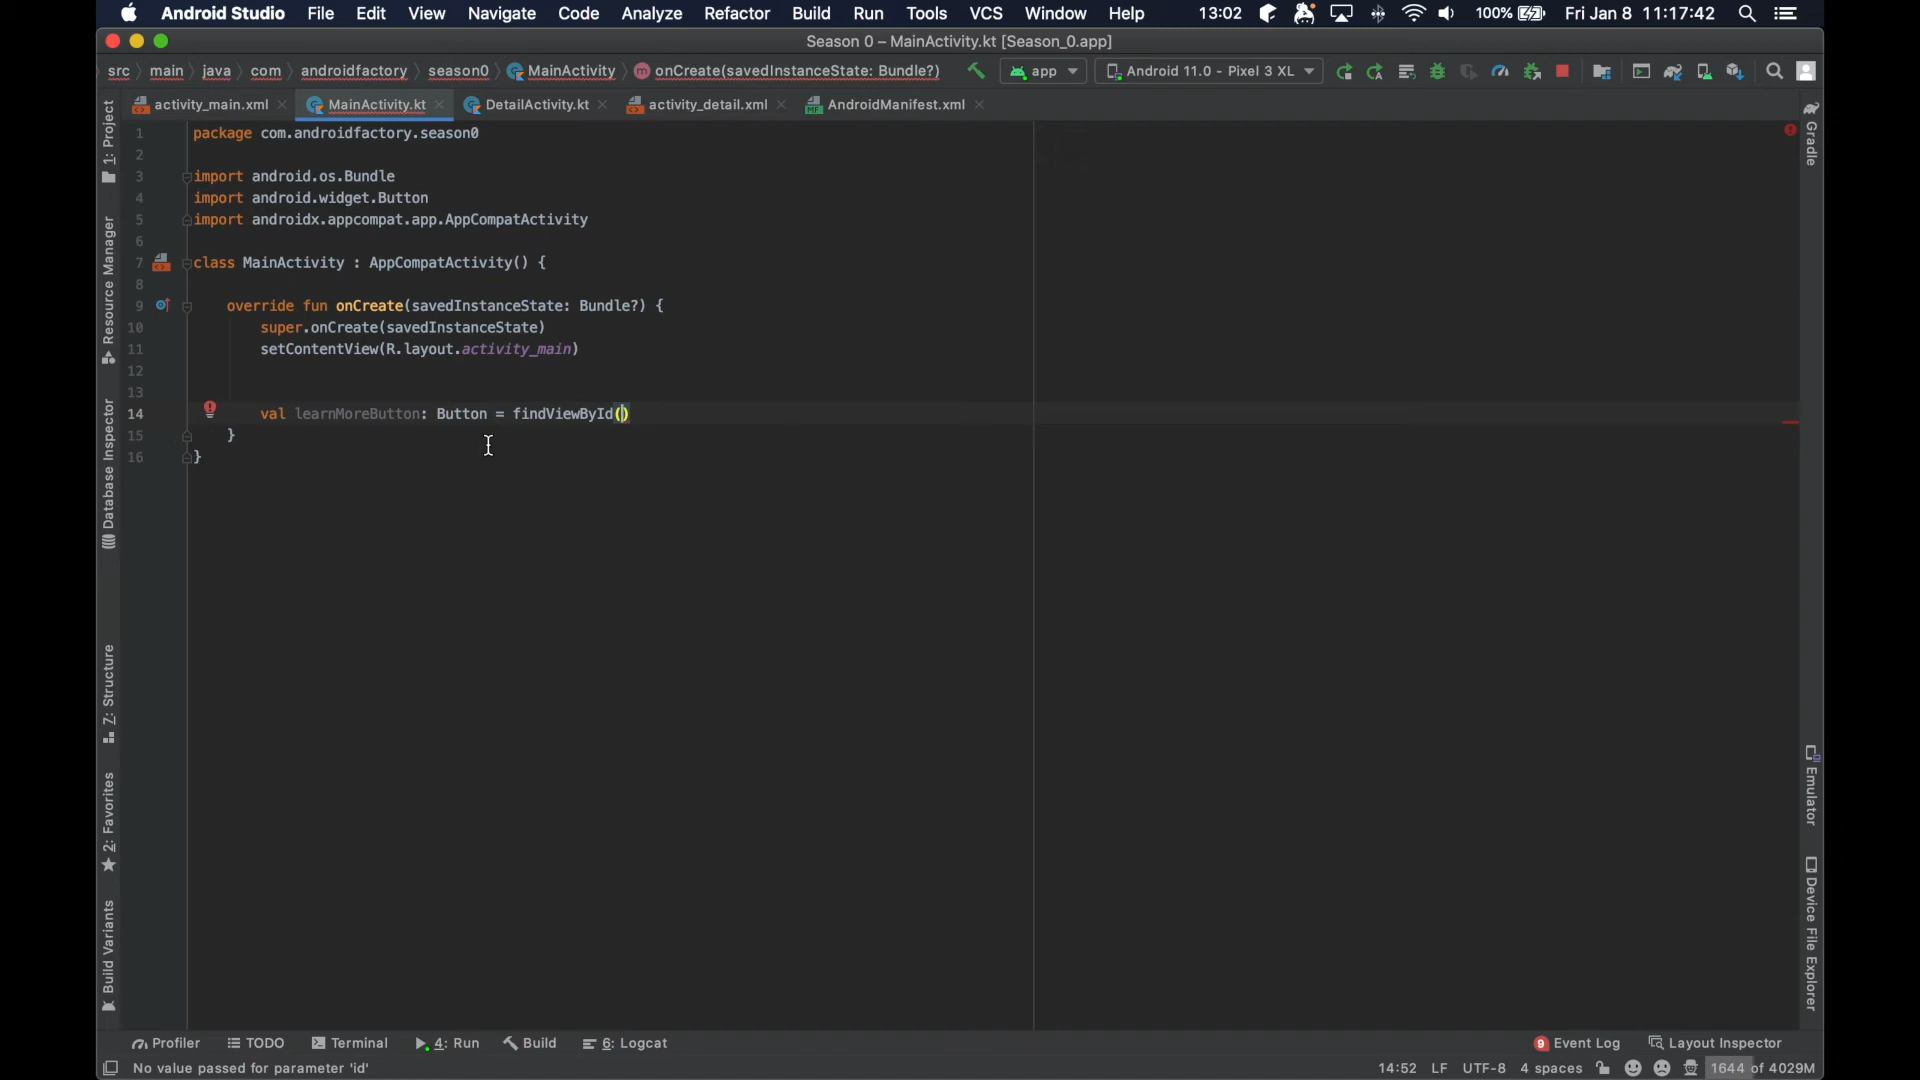 Android Studio File Edit View Navigate Code Analyze Refactor Build Run Tools VCS Window Help 13:02 100% Fri Jan 8 11:17:42
Season 0 – MainActivity.kt [Season_0.app]
src main java com androidfactory season0 MainActivity onCreate(savedInstanceState: Bundle?) app Android 11.0 - Pixel 3 XL
activity_main.xml MainActivity.kt DetailActivity.kt activity_detail.xml AndroidManifest.xml
1 package com.androidfactory.season0
2
3 import android.os.Bundle
4 import android.widget.Button
5 import androidx.appcompat.app.AppCompatActivity
6
7 class MainActivity : AppCompatActivity() {
8
9 override fun onCreate(savedInstanceState: Bundle?) {
10 super.onCreate(savedInstanceState)
11 setContentView(R.layout.activity_main)
12
13
14 val learnMoreButton: Button = findViewById()
15 }
16 }
1: Project
Resource Manager
Database Inspector
Z: Structure
2: Favorites
Build Variants
Gradle
Emulator
Device File Explorer
Profiler TODO Terminal 4: Run Build 6: Logcat 9 Event Log Layout Inspector
No value passed for parameter 'id' 14:52 LF UTF-8 4 spaces 1644 of 4029M